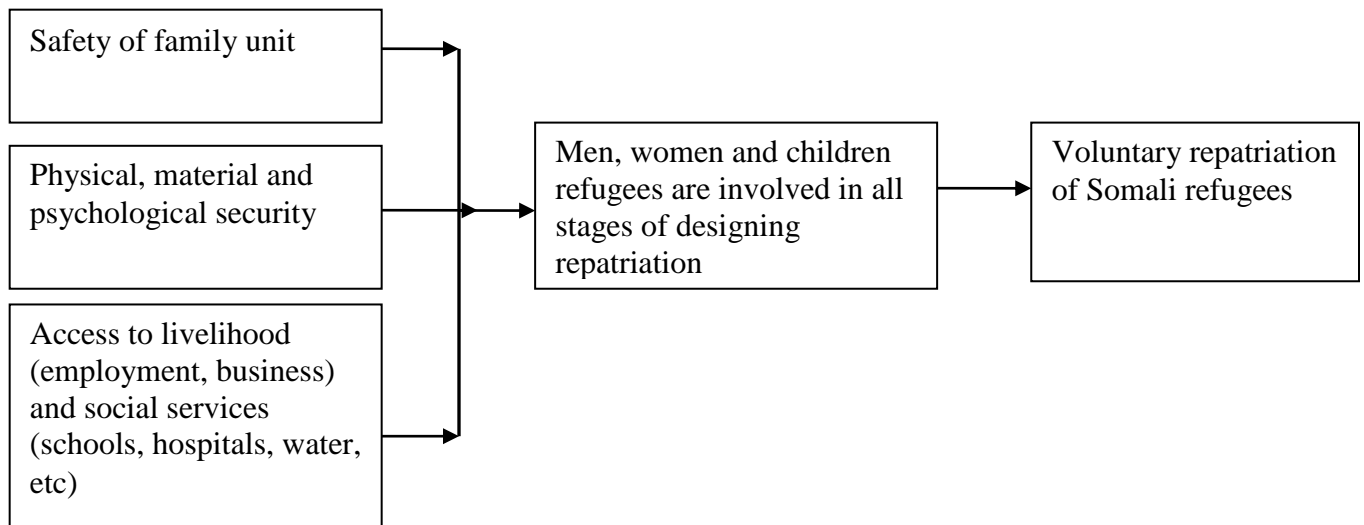 Safety of family unit
Physical, material and
psychological security
Access to livelihood
(employment, business)
and social services
(schools, hospitals, water,
etc)
Men, women and children
refugees are involved in all
stages of designing
repatriation
Voluntary repatriation
of Somali refugees